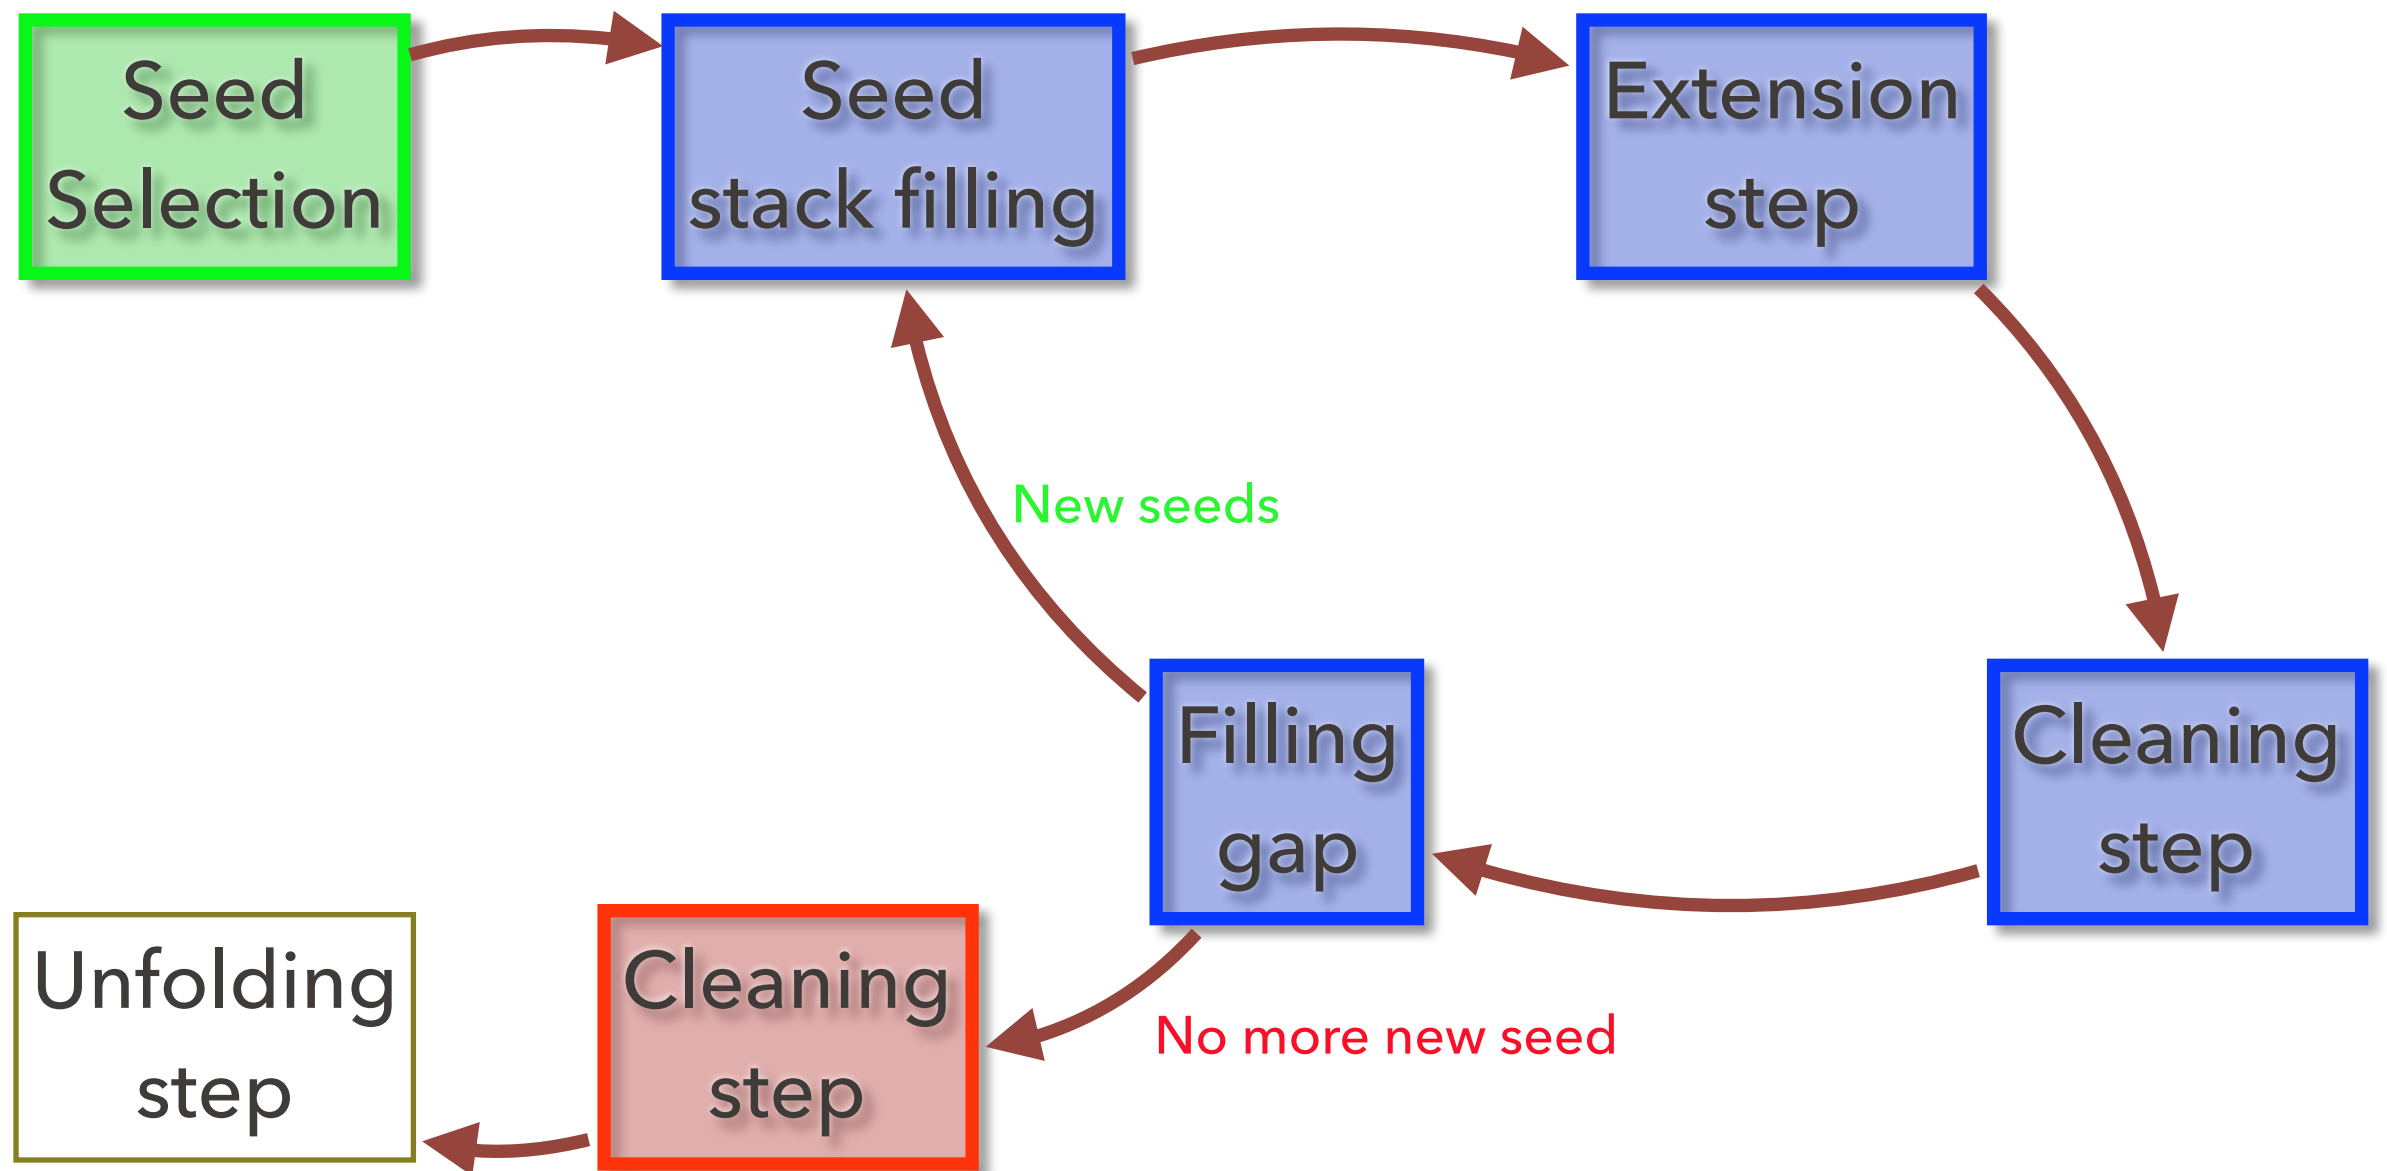 Seed
Selection
Seed
stack filling
Extension
step
New seeds
Filling
gap
Cleaning
step
Unfolding
step
Cleaning
step
No more new seed